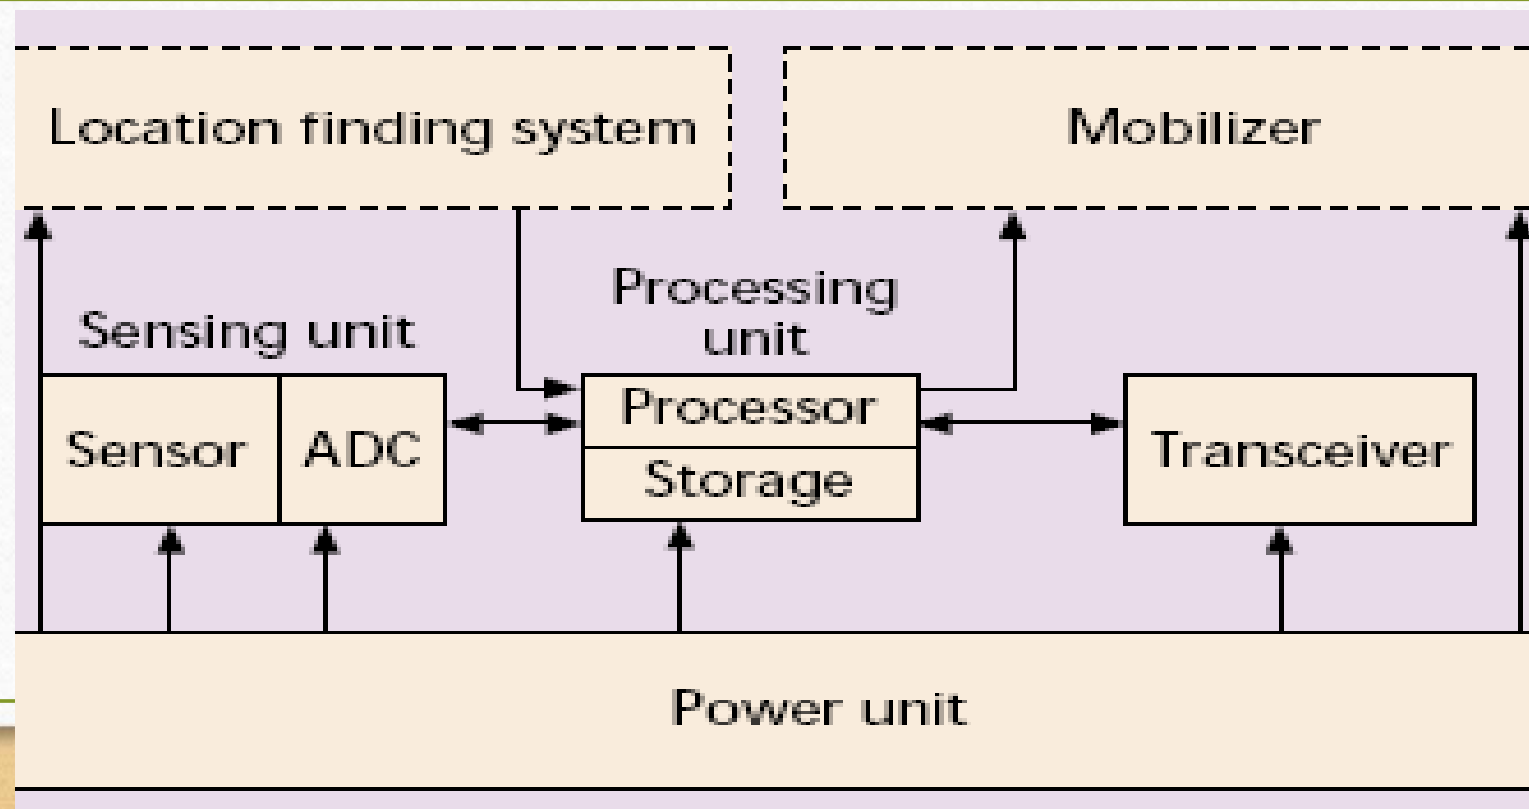 Location finding system
Mobilizer
Processing
unit
Sensing unit
Processor
Sensor
ADC
Transceiver
Storage
Power unit